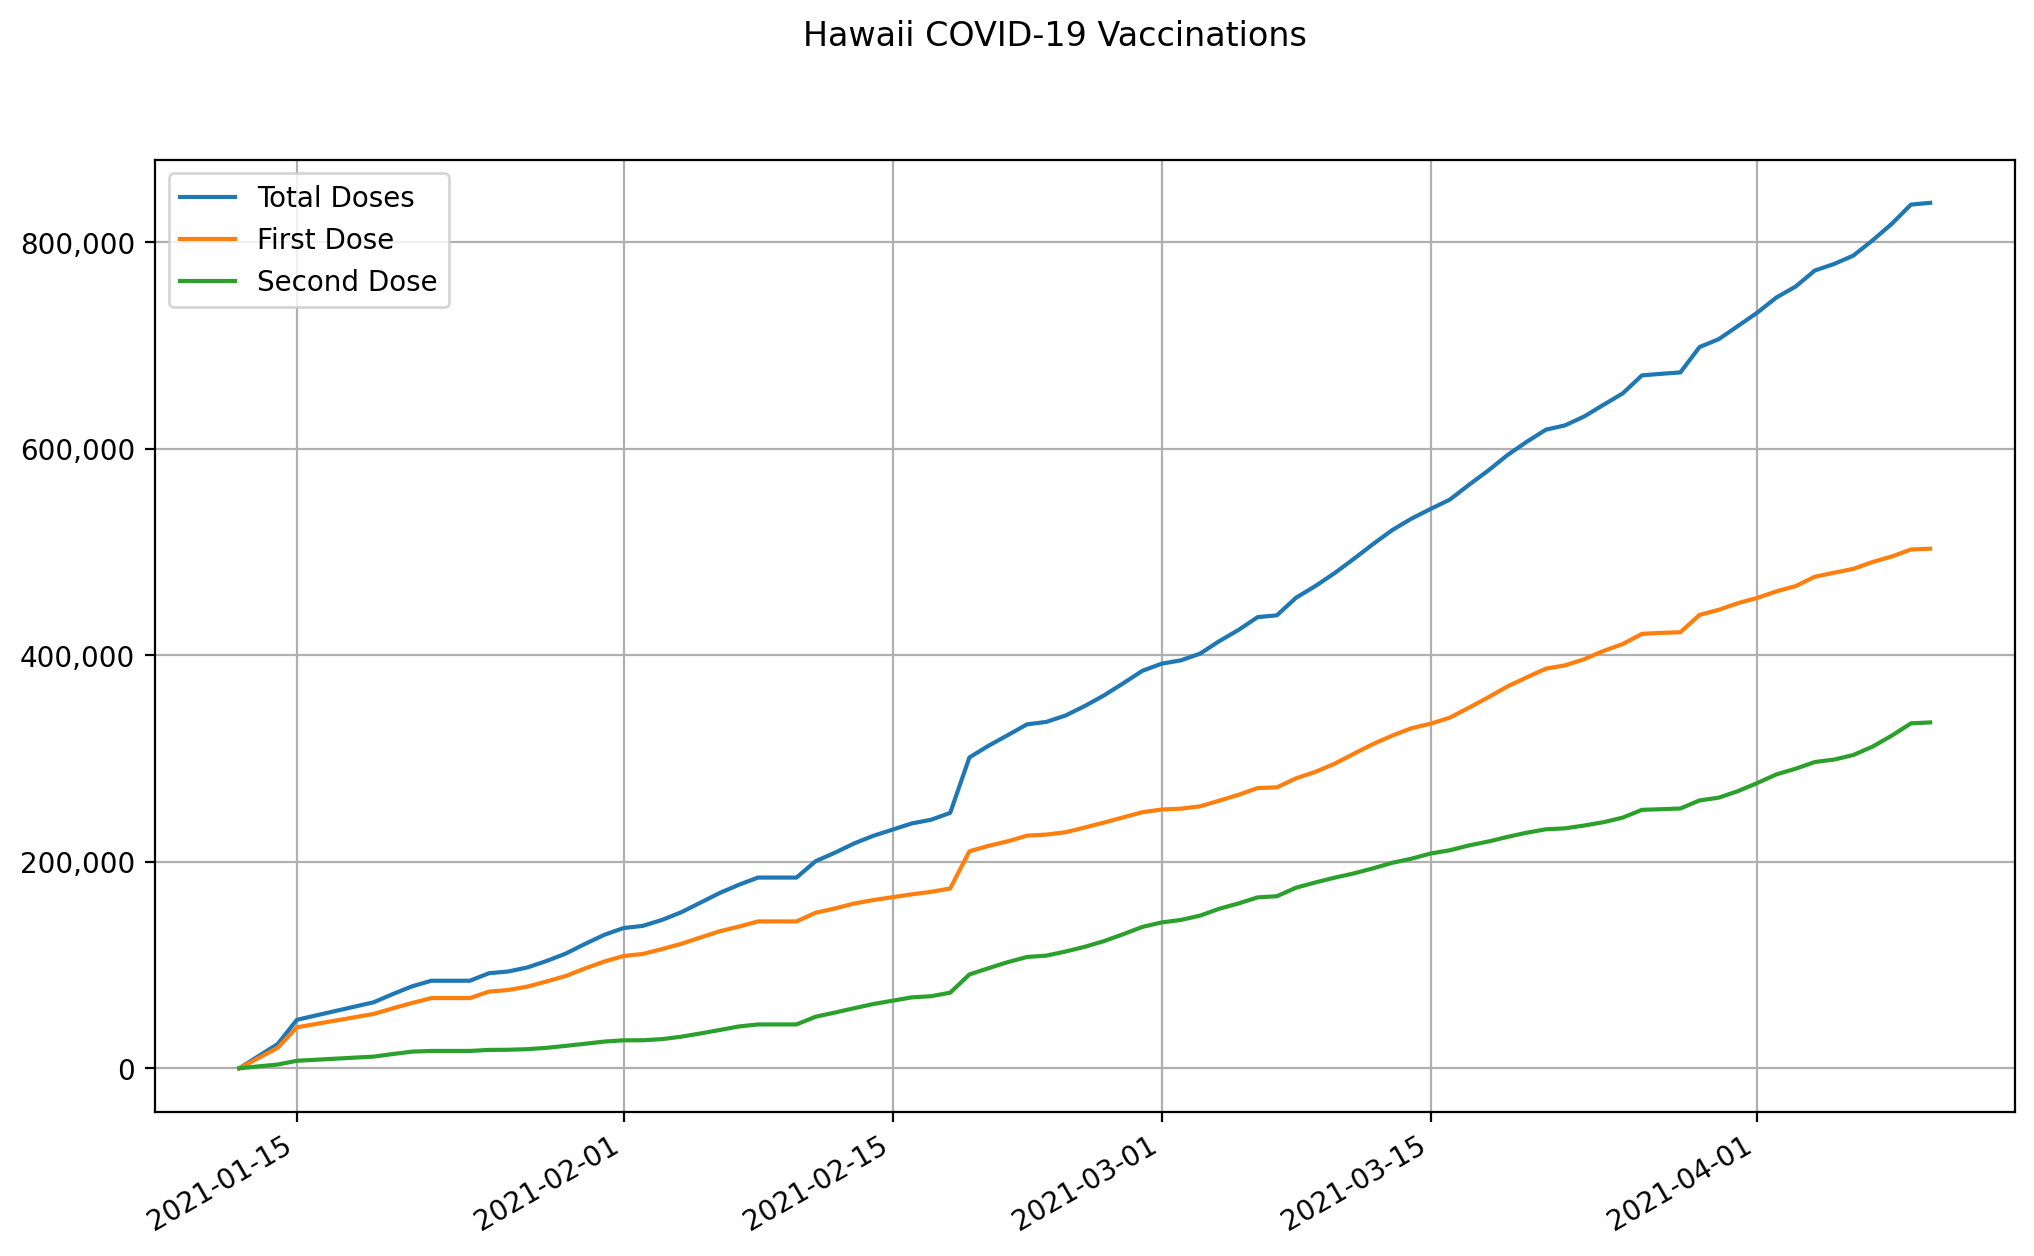 Hawaii COVID-19 Vaccinations
Total Doses
First Dose
Second Dose
800,000
600,000
400,000
200,000
0
2021-01-15
2021-02-01
2021-02-15
2021-03-01
2021-03-15
2021-04-01